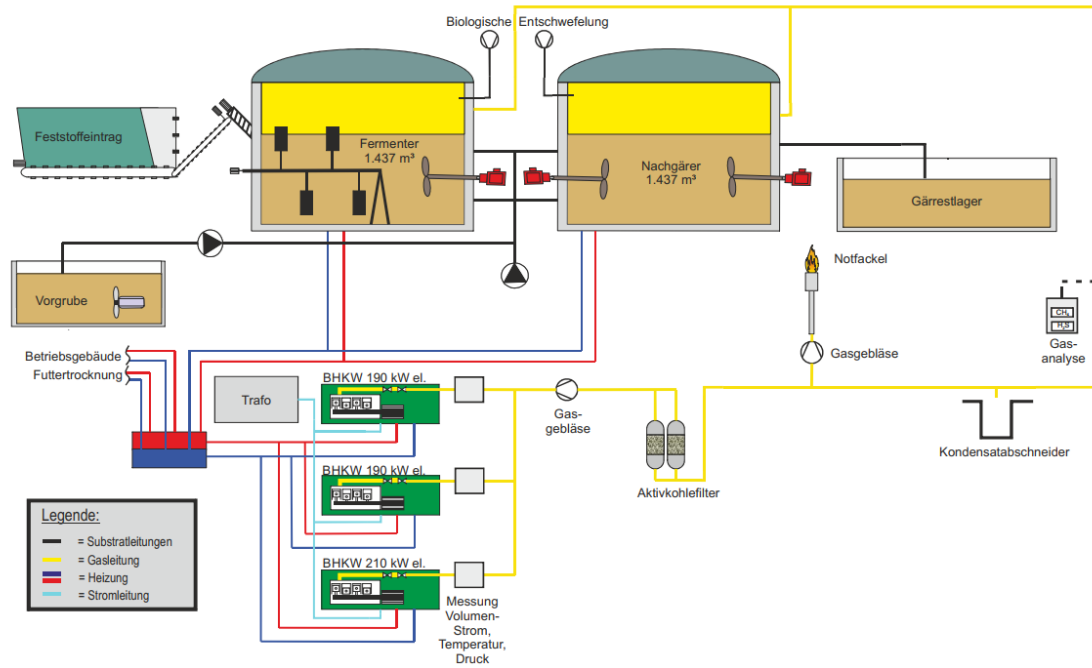 Biologische Entschwefelung
Feststoffeintrag
Fermenter
1.437 m³
Nachgärer
1.437 m³
Gärrestlager
Vorgrube
Notfackel
Gasgebläse
CH₄
H₂S
Gas-
analyse
Betriebsgebäude
Futtertrocknung
Trafo
BHKW 190 kW el.
Gas-
gebläse
Aktivkohlefilter
Kondensatabschneider
BHKW 190 kW el.
BHKW 210 kW el.
Messung
Volumen-
Strom,
Temperatur,
Druck
Legende:
= Substratleitungen
= Gasleitung
= Heizung
= Stromleitung